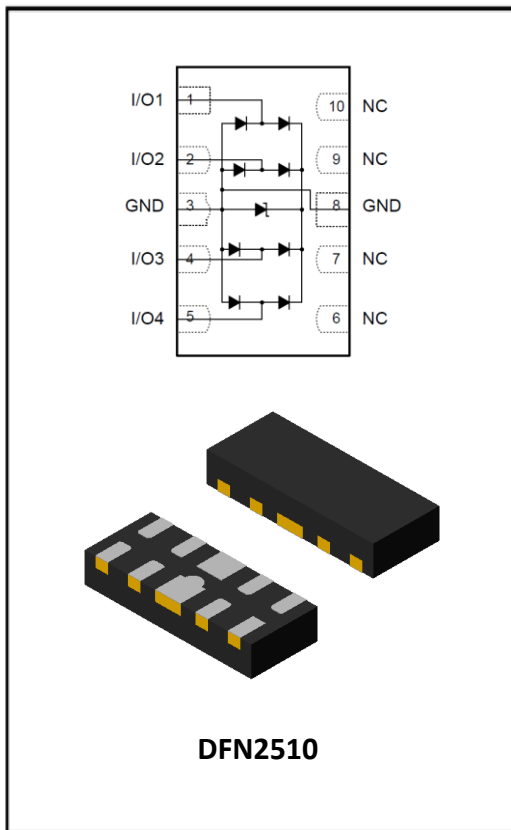 I/O1 1 10 NC
I/O2 2 9 NC
GND 3 8 GND
I/O3 4 7 NC
I/O4 5 6 NC
DFN2510